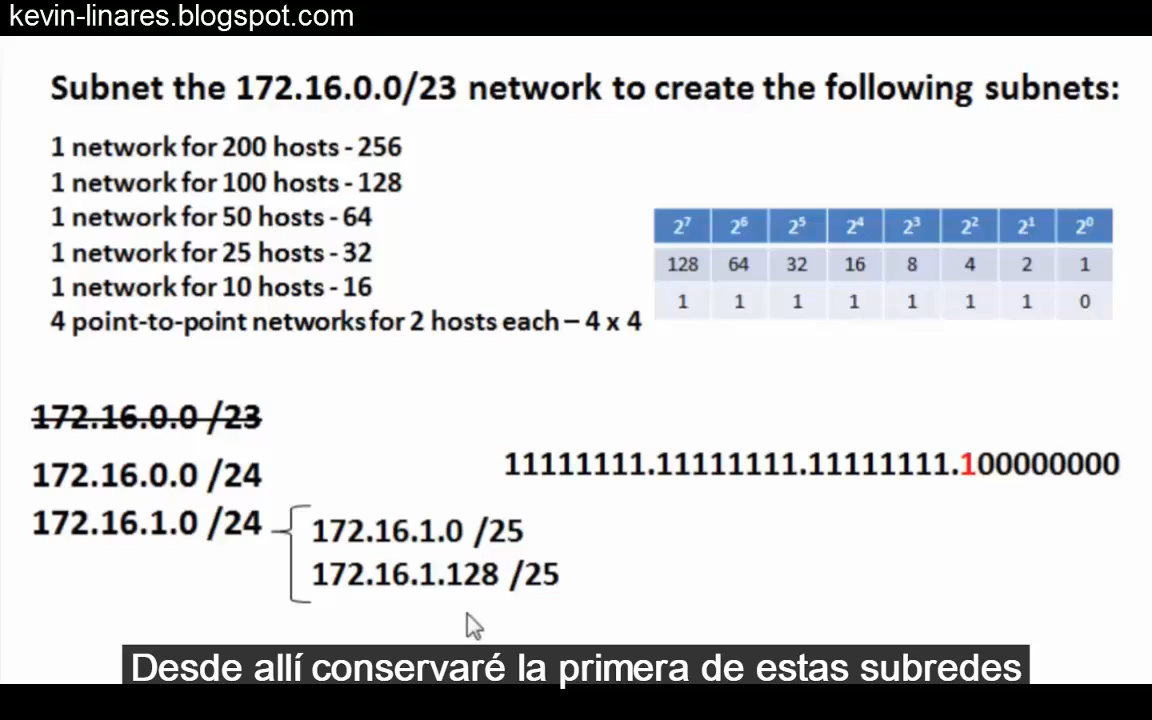 kevin-linares.blogspot.com
Subnet the 172.16.0.0/23 network to create the following subnets:
1 network for 200 hosts - 256
1 network for 100 hosts - 128
1 network for 50 hosts - 64
1 network for 25 hosts - 32
1 network for 10 hosts - 16
4 point-to-point networks for 2 hosts each – 4 x 4
2⁷ 2⁶ 2⁵ 2⁴ 2³ 2² 2¹ 2⁰
128 64 32 16 8 4 2 1
1 1 1 1 1 1 1 0
172.16.0.0 /23
172.16.0.0 /24
11111111.11111111.11111111.100000000
172.16.1.0 /24
172.16.1.0 /25
172.16.1.128 /25
Desde allí conservaré la primera de estas subredes